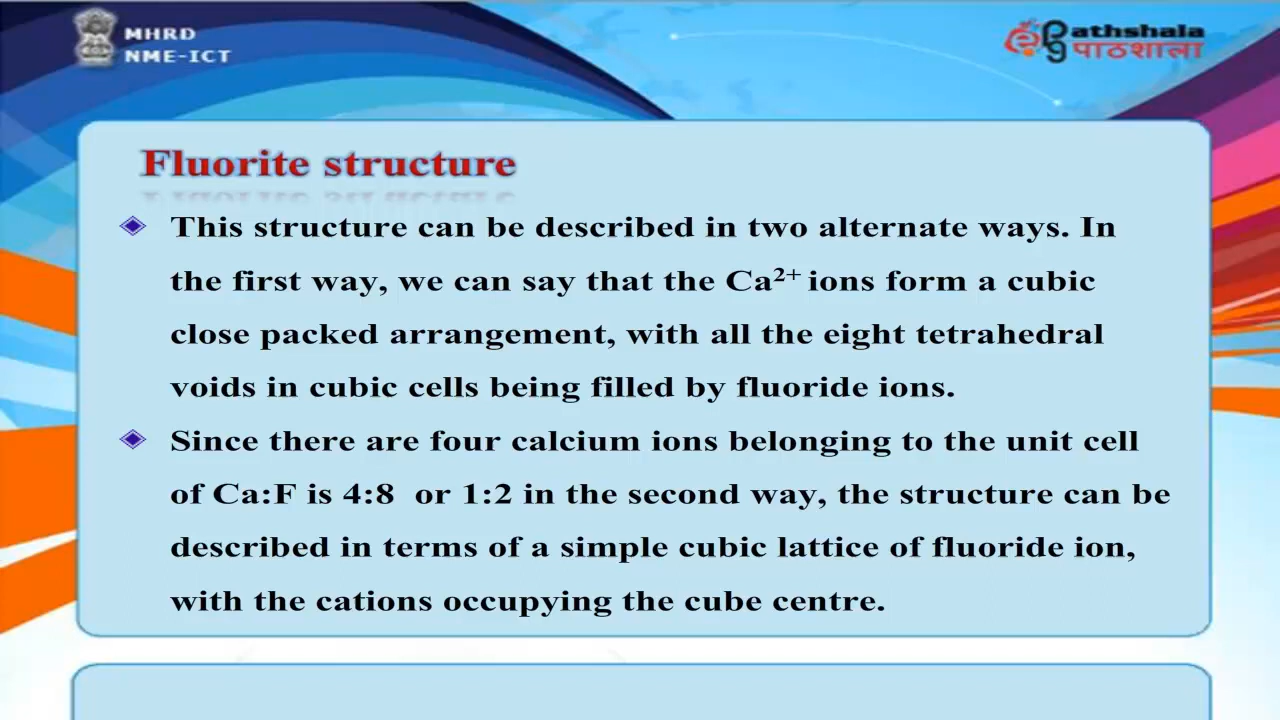 MHRD
NME-ICT
epg athshala
पाठशाला
Fluorite structure
This structure can be described in two alternate ways. In
the first way, we can say that the Ca²⁺ ions form a cubic
close packed arrangement, with all the eight tetrahedral
voids in cubic cells being filled by fluoride ions.
Since there are four calcium ions belonging to the unit cell
of Ca:F is 4:8 or 1:2 in the second way, the structure can be
described in terms of a simple cubic lattice of fluoride ion,
with the cations occupying the cube centre.